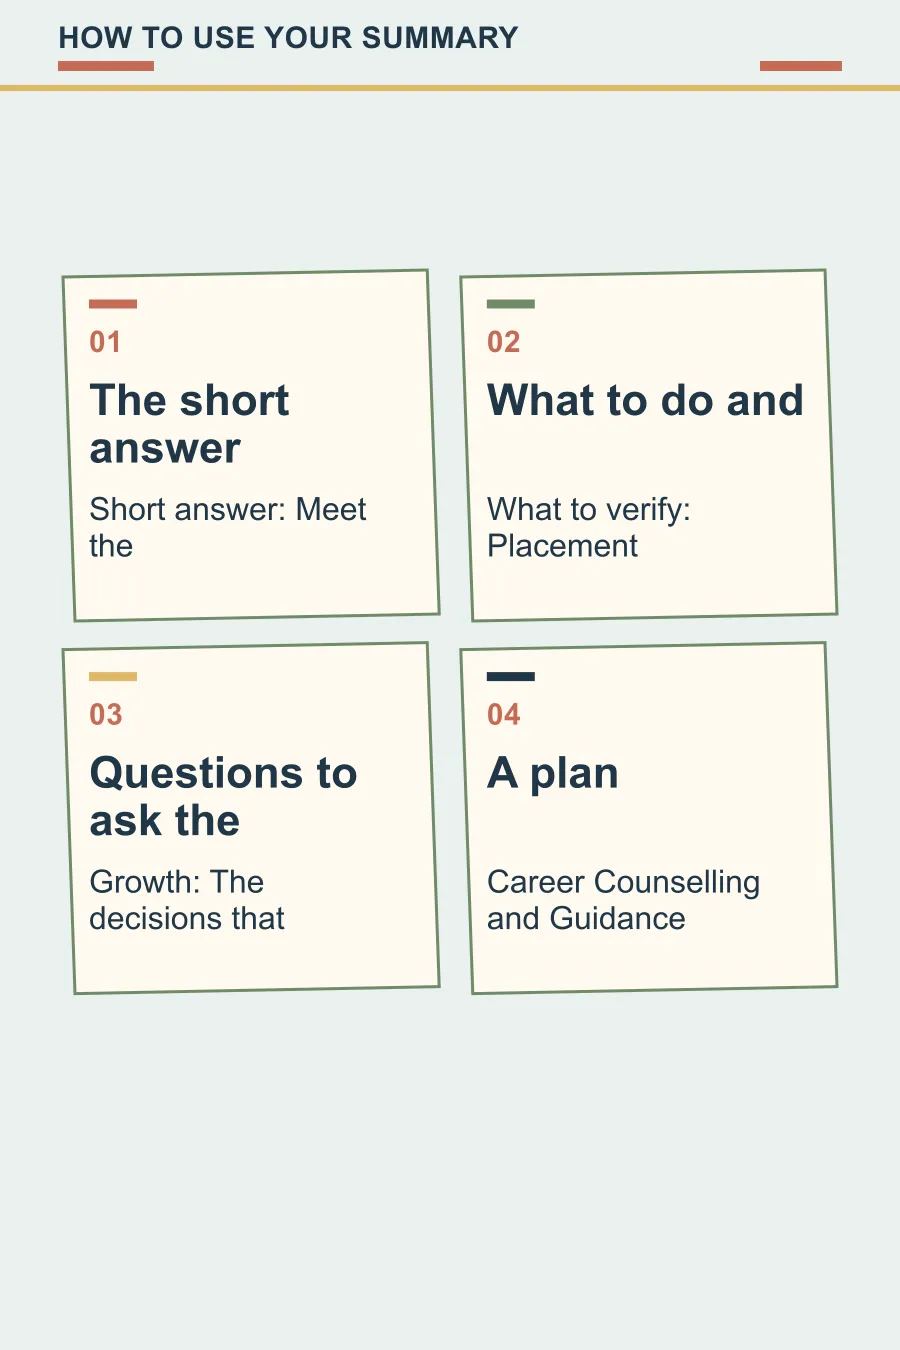 HOW TO USE YOUR SUMMARY
01
The short
answer
Short answer: Meet
the
02
What to do and
What to verify:
Placement
03
Questions to
ask the
Growth: The
decisions that
04
A plan
Career Counselling
and Guidance